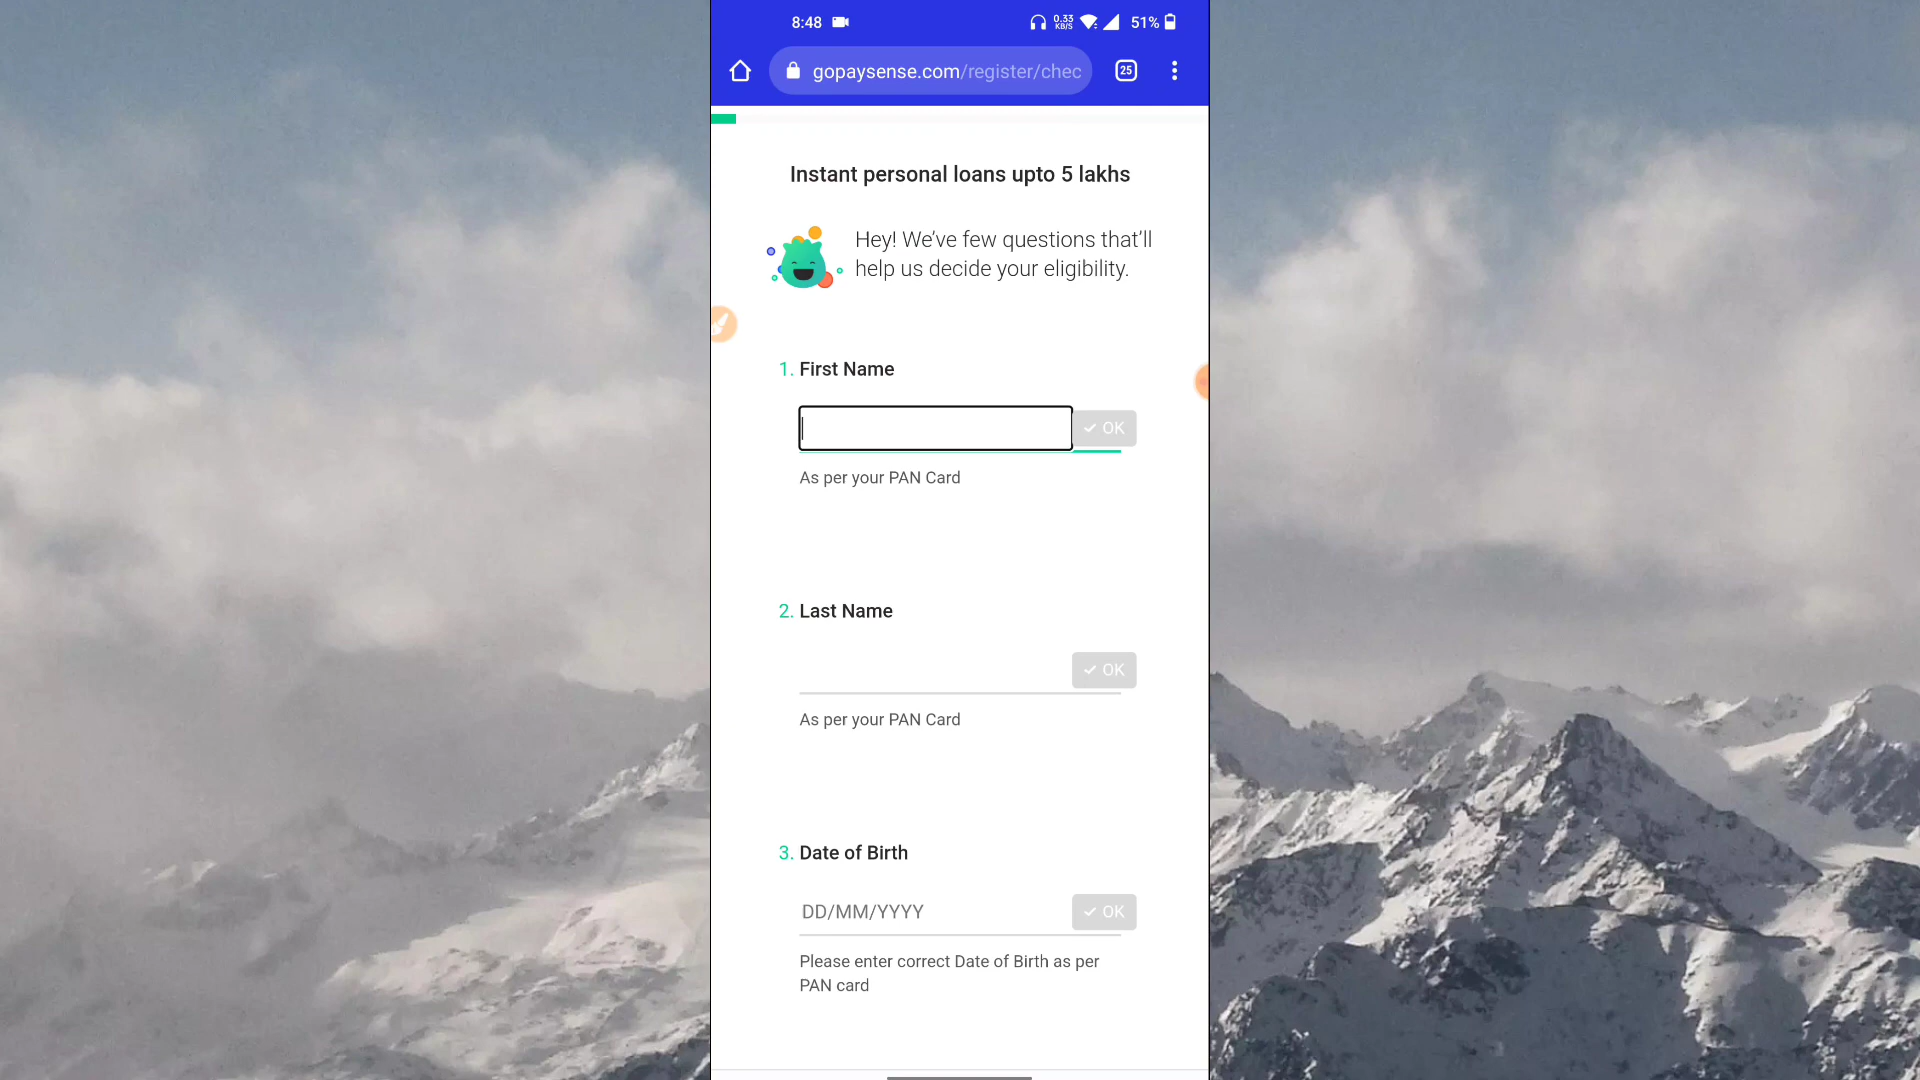 8:48
0.33
KB/S
51%
gopaysense.com/register/chec
25
Instant personal loans upto 5 lakhs
Hey! We’ve few questions that’ll
help us decide your eligibility.
1. First Name
OK
As per your PAN Card
2. Last Name
OK
As per your PAN Card
3. Date of Birth
DD/MM/YYYY
OK
Please enter correct Date of Birth as per
PAN card